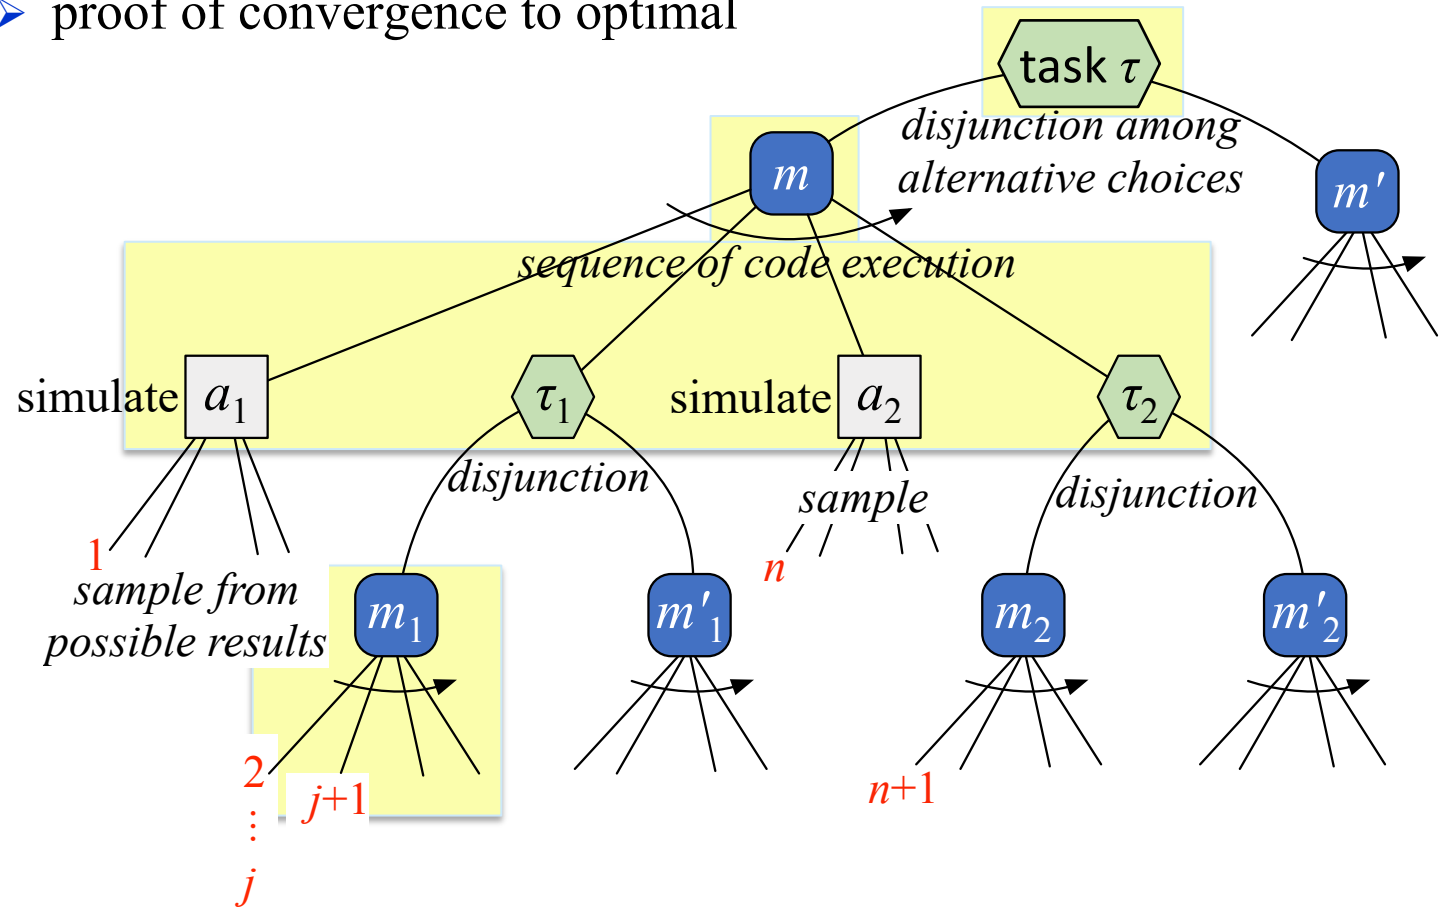 ➢ proof of convergence to optimal
task τ
disjunction among
alternative choices
m
m'
sequence of code execution
simulate
a1
τ1
simulate
a2
τ2
disjunction
sample
disjunction
1
n
sample from
possible results
m1
m'1
m2
m'2
2
j+1
n+1
⋮
j